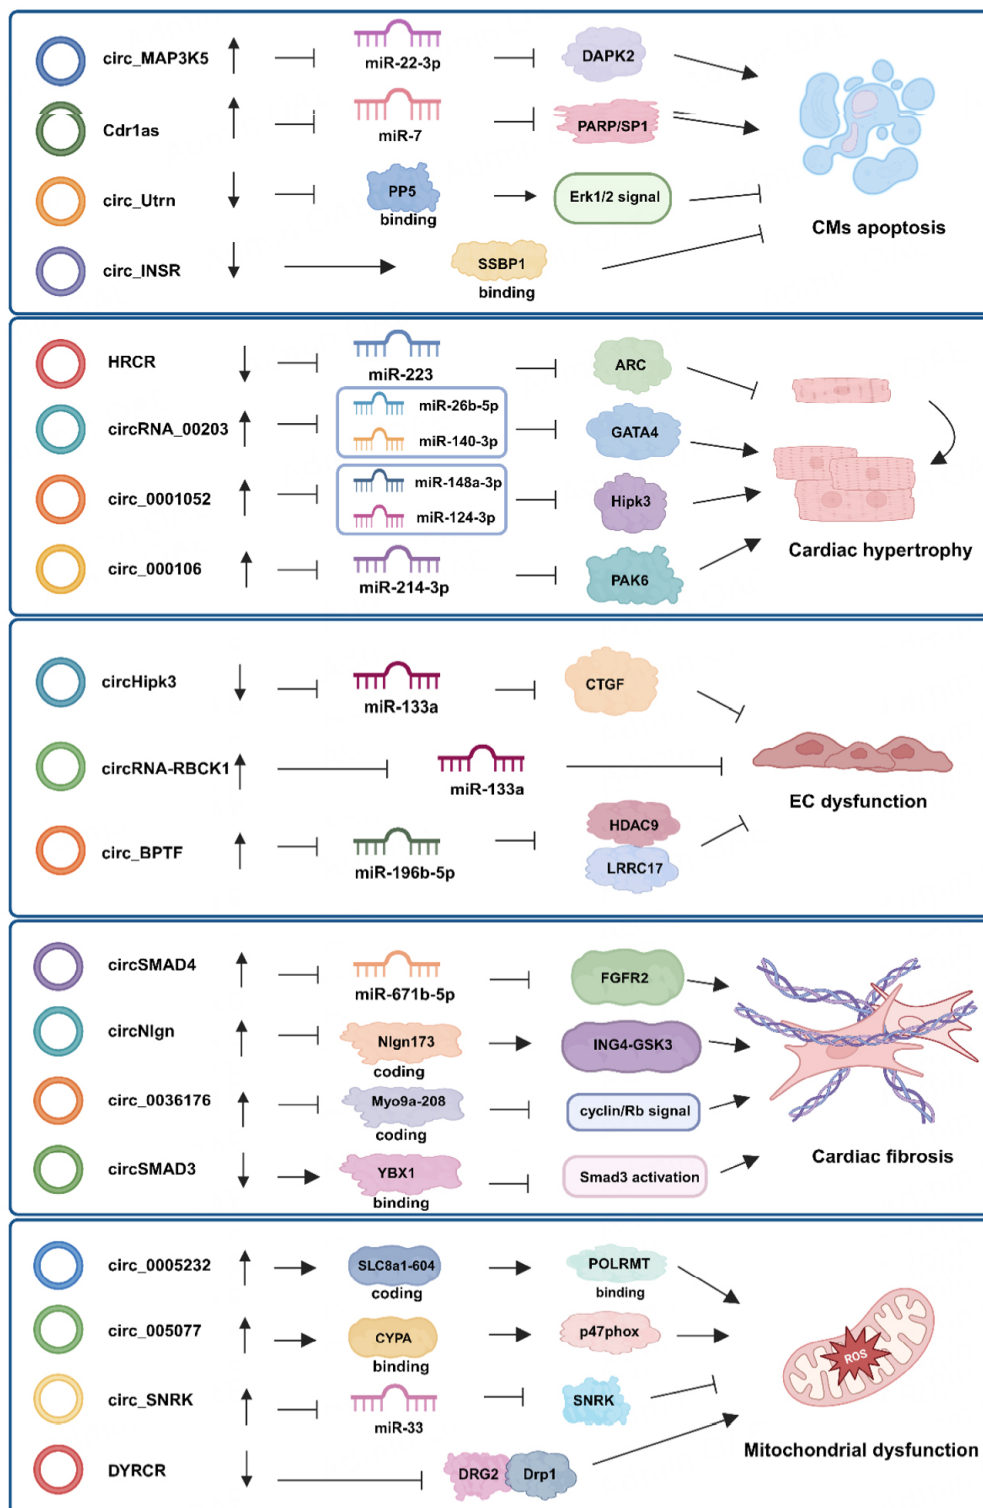 circ_MAP3K5
miR-22-3p
DAPK2
Cdr1as
miR-7
PARP/SP1
circ_Utrn
PP5
binding
Erk1/2 signal
CMs apoptosis
circ_INSR
SSBP1
binding
HRCR
miR-223
ARC
circRNA_00203
miR-26b-5p
miR-140-3p
GATA4
circ_0001052
miR-148a-3p
miR-124-3p
Hipk3
Cardiac hypertrophy
circ_000106
miR-214-3p
PAK6
circHipk3
miR-133a
CTGF
circRNA-RBCK1
miR-133a
EC dysfunction
circ_BPTF
miR-196b-5p
HDAC9
LRRC17
circSMAD4
miR-671b-5p
FGFR2
circNlgn
Nlgn173
coding
ING4-GSK3
circ_0036176
Myo9a-208
coding
cyclin/Rb signal
Cardiac fibrosis
circSMAD3
YBX1
binding
Smad3 activation
circ_0005232
SLC8a1-604
coding
POLRMT
binding
circ_005077
CYPA
binding
p47phox
ROS
circ_SNRK
miR-33
SNRK
Mitochondrial dysfunction
DYRCR
DRG2
Drp1